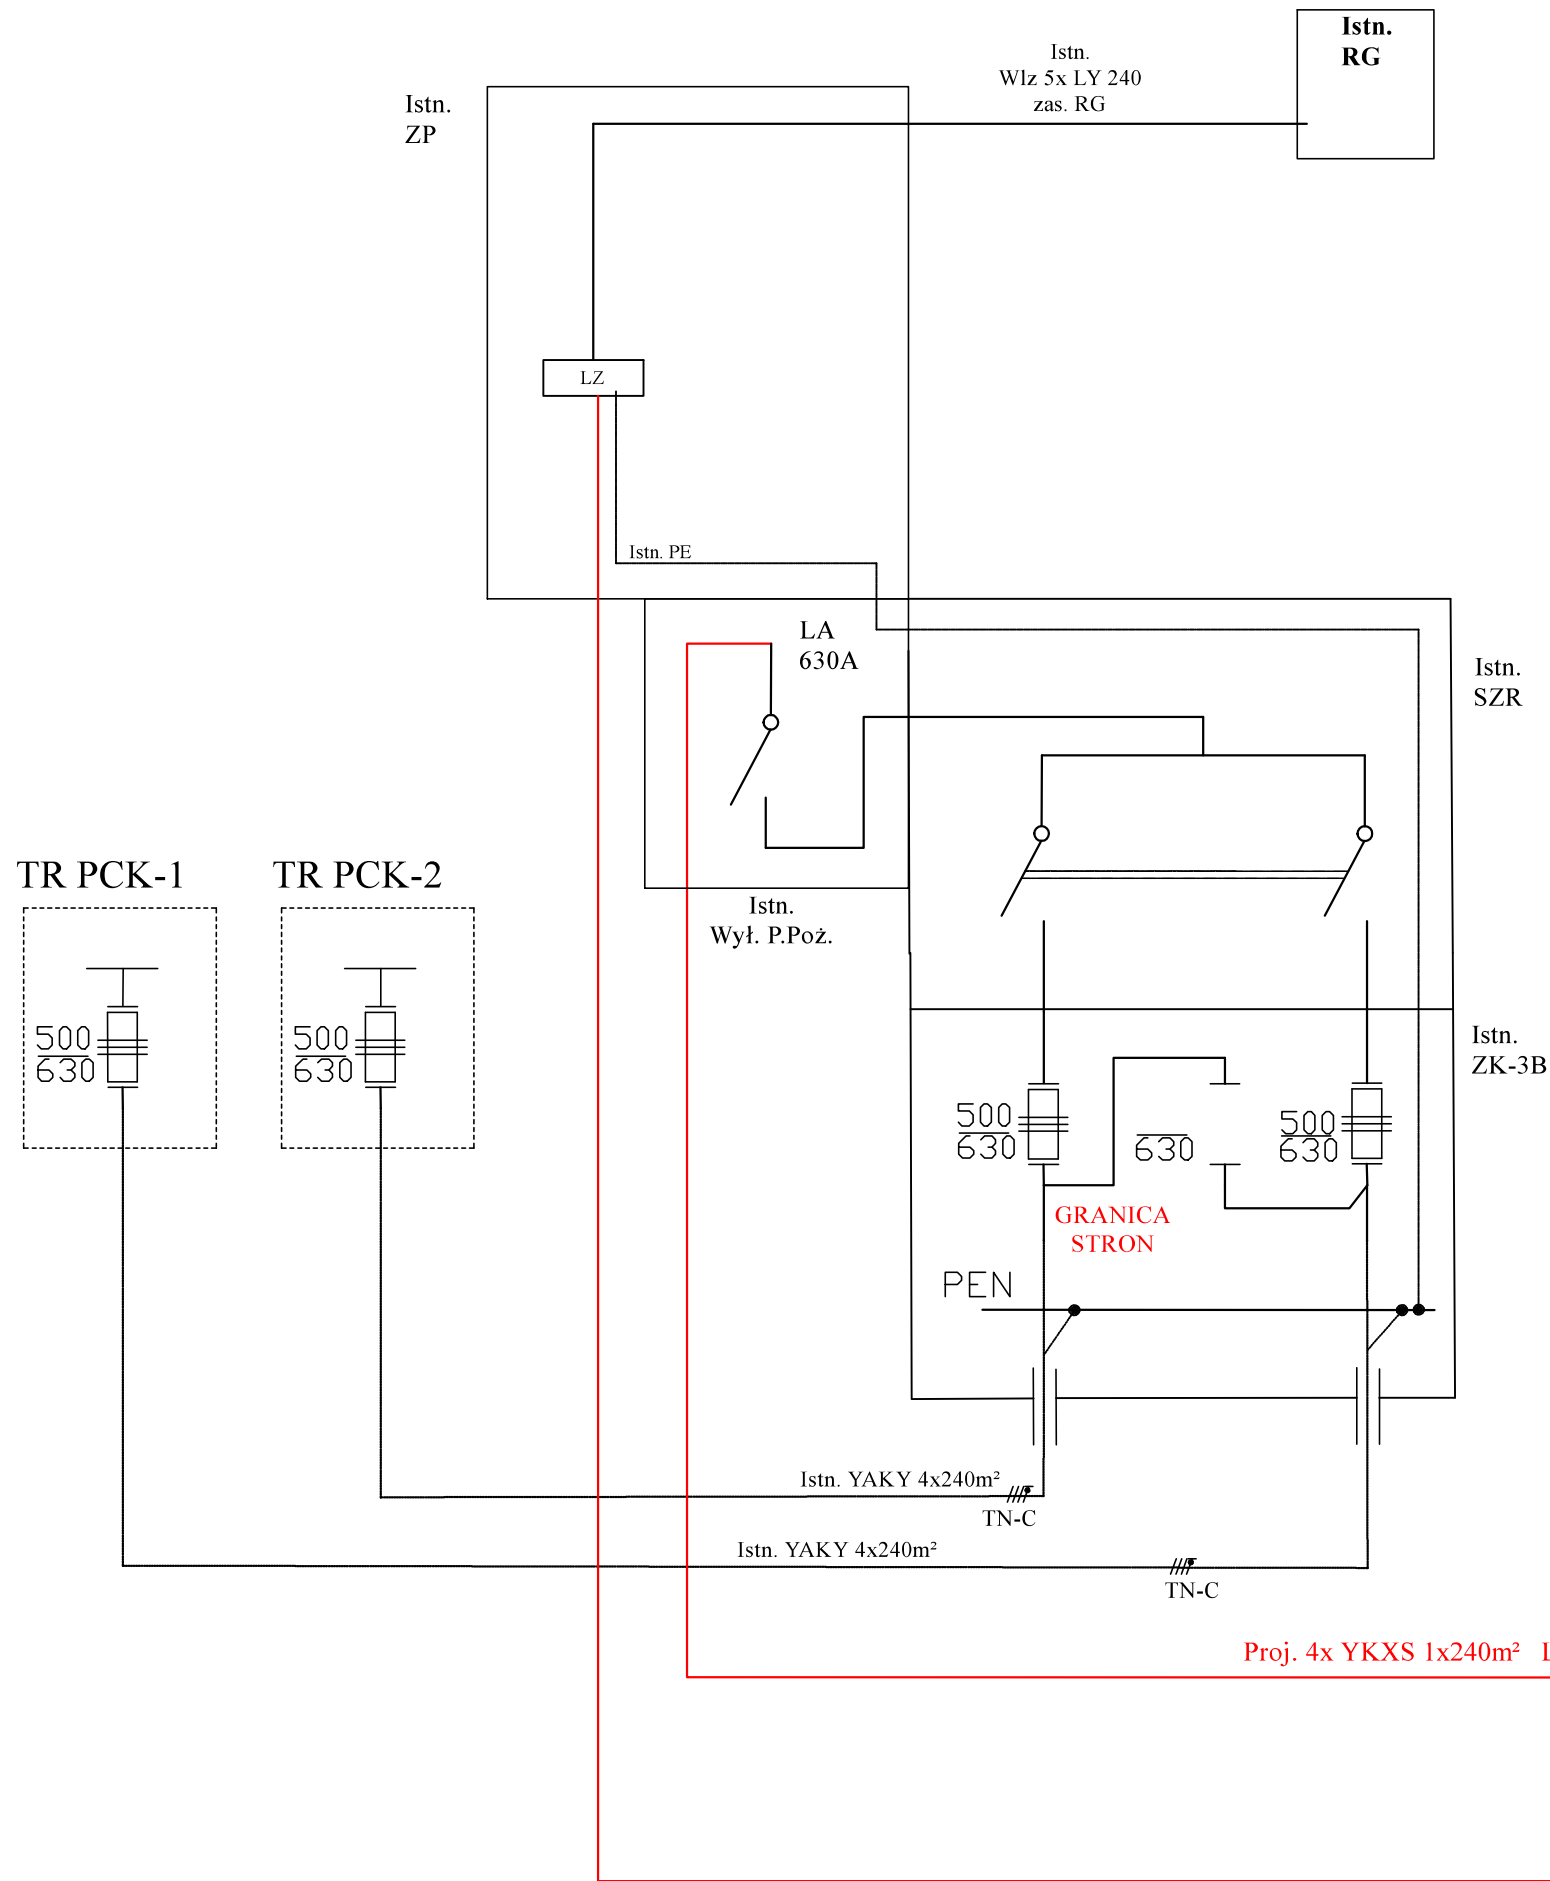 Istn.
RG
Istn.
Wlz 5x LY 240
zas. RG
Istn.
ZP
LZ
Istn. PE
LA
630A
Istn.
SZR
TR PCK-1
TR PCK-2
Istn.
Wył. P.Poż.
500
630
500
630
Istn.
ZK-3B
500
630
630
500
630
GRANICA
STRON
PEN
Istn. YAKY 4x240m²
TN-C
Istn. YAKY 4x240m²
TN-C
Proj. 4x YKXS 1x240m²